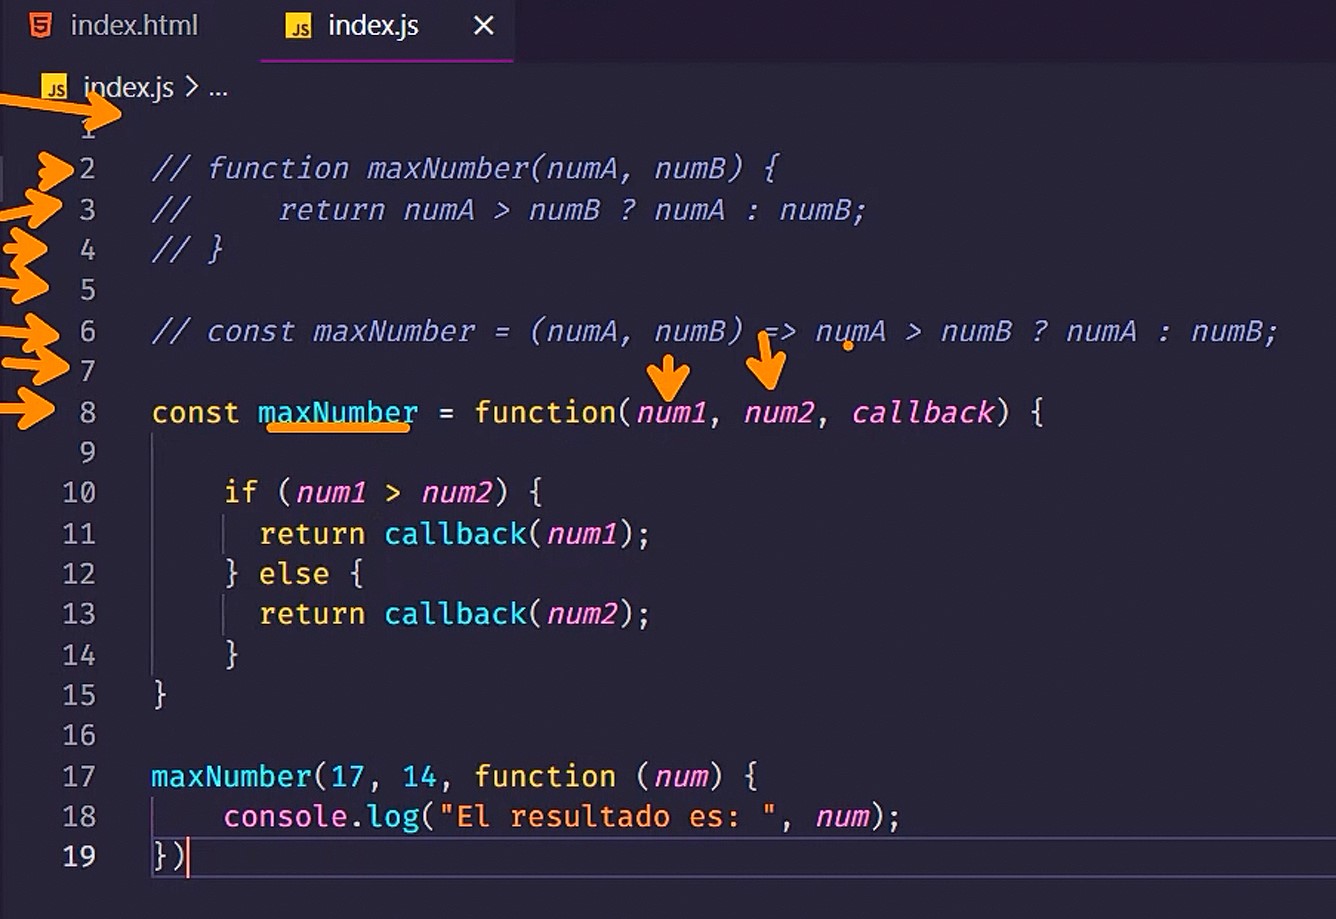 index.html JS index.js ×
JS index.js > ...
1
2 // function maxNumber(numA, numB) {
3 //     return numA > numB ? numA : numB;
4 // }
5
6 // const maxNumber = (numA, numB) => numA > numB ? numA : numB;
7
8 const maxNumber = function(num1, num2, callback) {
9
10     if (num1 > num2) {
11       return callback(num1);
12     } else {
13       return callback(num2);
14     }
15 }
16
17 maxNumber(17, 14, function (num) {
18     console.log("El resultado es: ", num);
19 })